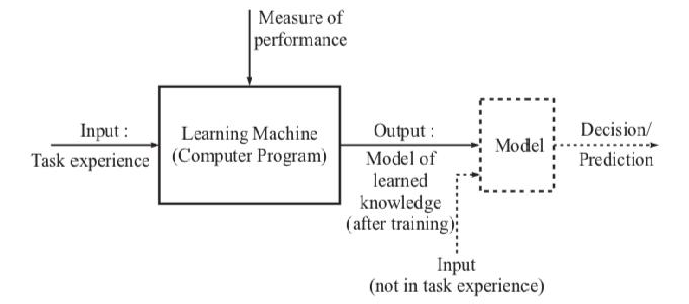 Measure of
performance
Input :
Task experience
Learning Machine
(Computer Program)
Output :
Model of
learned
knowledge
(after training)
Model
Decision/
Prediction
Input
(not in task experience)